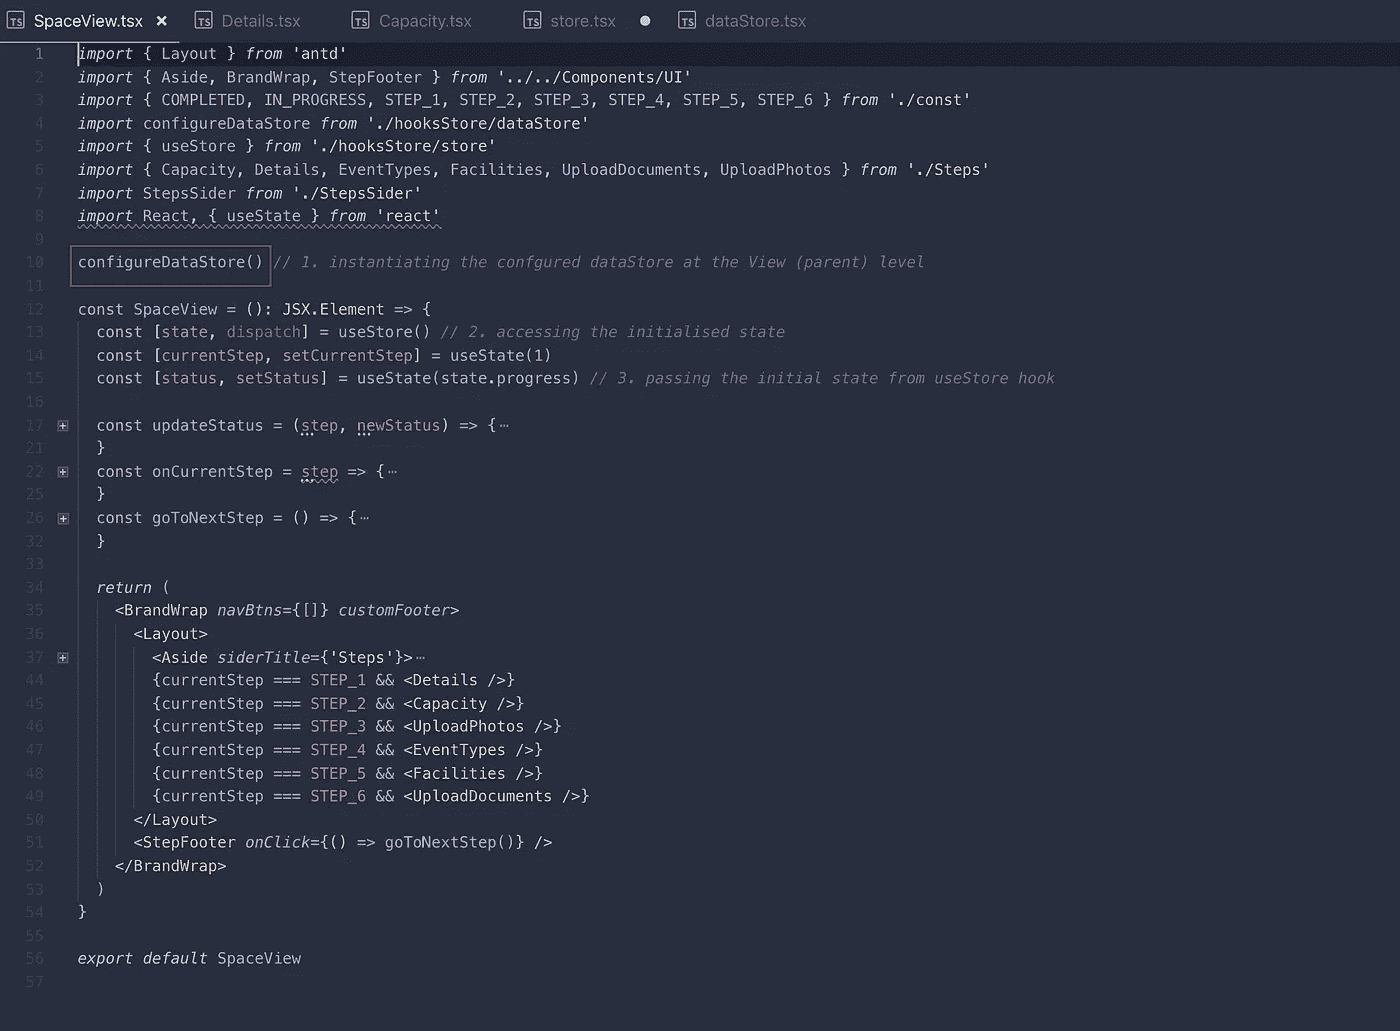 TS SpaceView.tsx × TS Details.tsx TS Capacity.tsx TS store.tsx ● TS dataStore.tsx
1 import { Layout } from 'antd'
2 import { Aside, BrandWrap, StepFooter } from '../../Components/UI'
3 import { COMPLETED, IN_PROGRESS, STEP_1, STEP_2, STEP_3, STEP_4, STEP_5, STEP_6 } from './const'
4 import configureDataStore from './hooksStore/dataStore'
5 import { useStore } from './hooksStore/store'
6 import { Capacity, Details, EventTypes, Facilities, UploadDocuments, UploadPhotos } from './Steps'
7 import StepsSider from './StepsSider'
8 import React, { useState } from 'react'
9
10 configureDataStore() // 1. instantiating the confgured dataStore at the View (parent) level
11
12 const SpaceView = (): JSX.Element => {
13 const [state, dispatch] = useStore() // 2. accessing the initialised state
14 const [currentStep, setCurrentStep] = useState(1)
15 const [status, setStatus] = useState(state.progress) // 3. passing the initial state from useStore hook
16
17 const updateStatus = (step, newStatus) => {⋯
21 }
22 const onCurrentStep = step => {⋯
25 }
26 const goToNextStep = () => {⋯
32 }
33
34 return (
35 <BrandWrap navBtns={[]} customFooter>
36 <Layout>
37 <Aside siderTitle={'Steps'}>⋯
44 {currentStep === STEP_1 && <Details />}
45 {currentStep === STEP_2 && <Capacity />}
46 {currentStep === STEP_3 && <UploadPhotos />}
47 {currentStep === STEP_4 && <EventTypes />}
48 {currentStep === STEP_5 && <Facilities />}
49 {currentStep === STEP_6 && <UploadDocuments />}
50 </Layout>
51 <StepFooter onClick={() => goToNextStep()} />
52 </BrandWrap>
53 )
54 }
55
56 export default SpaceView
57